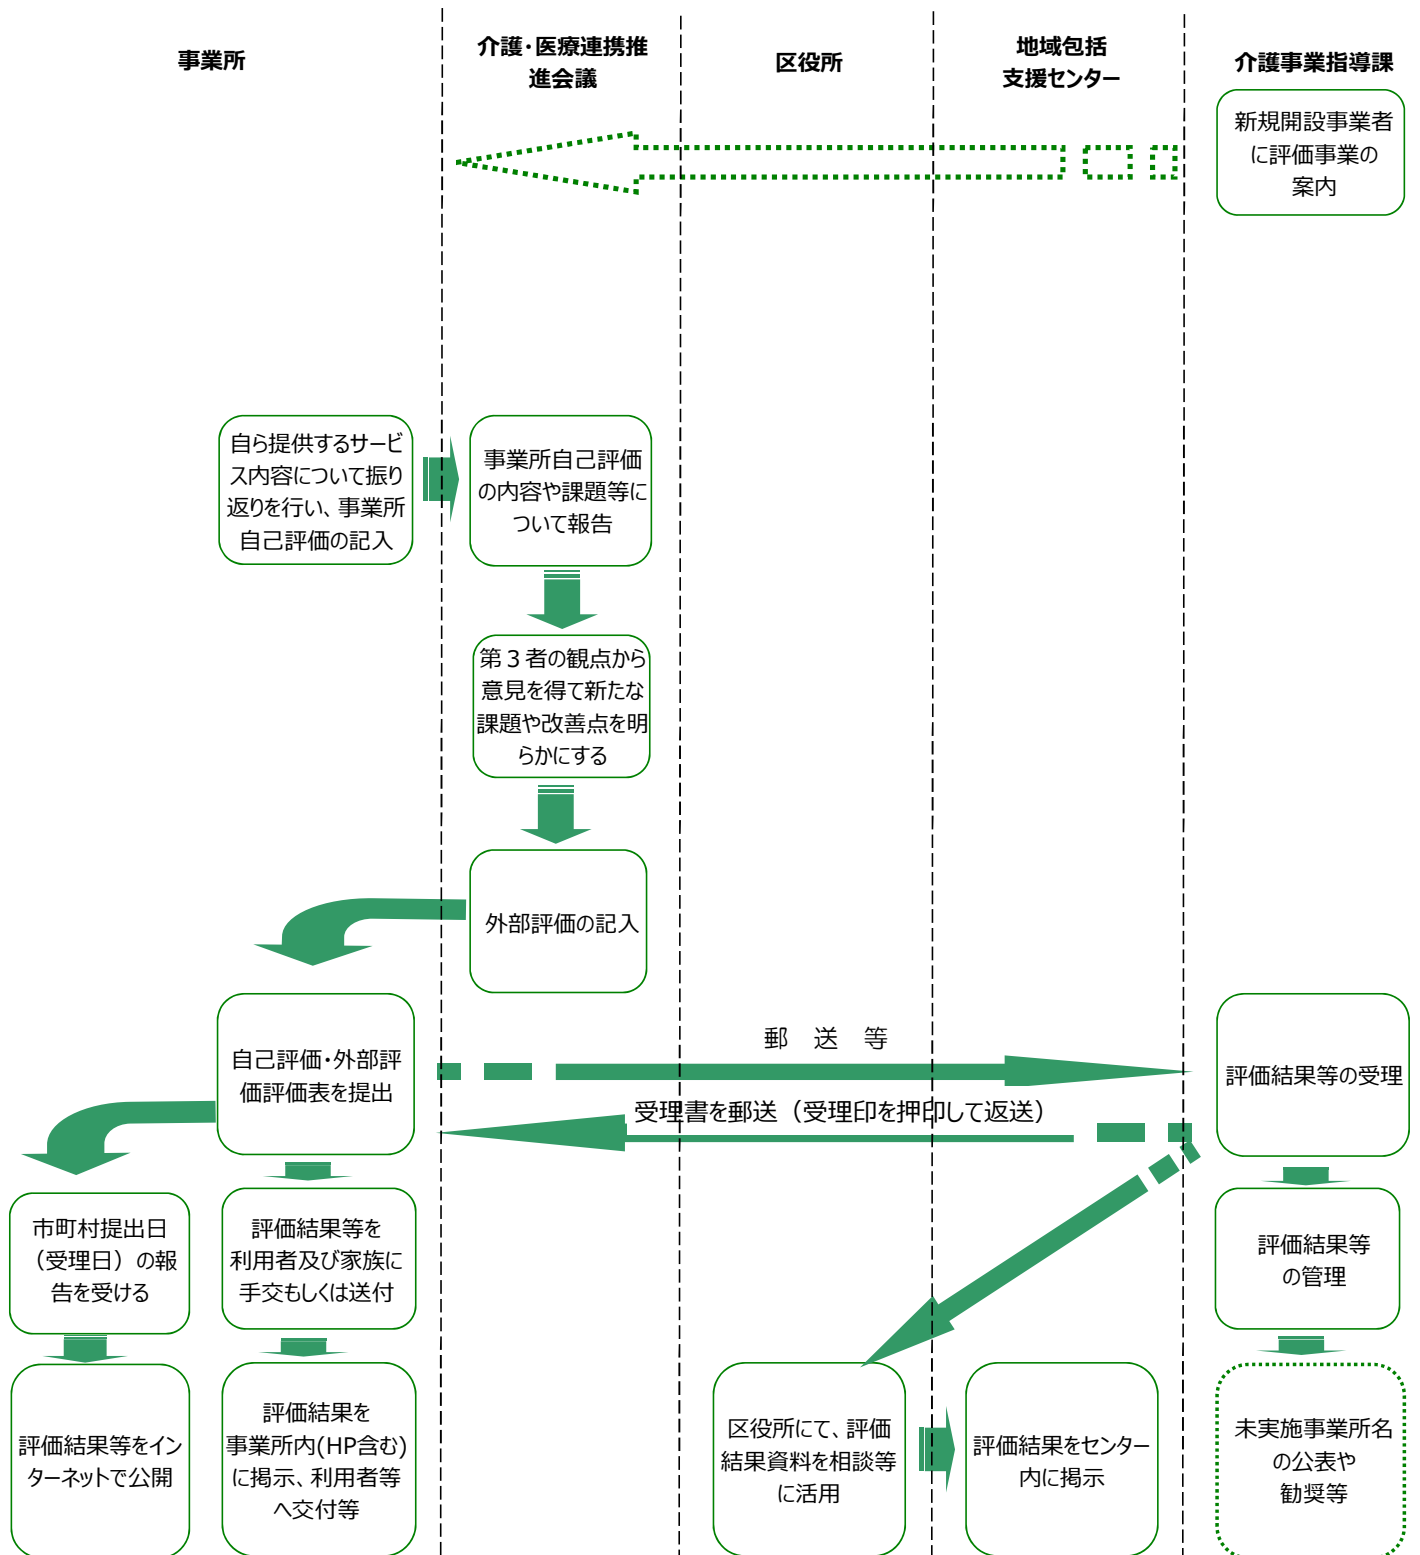 事業所
介護・医療連携推
進会議
区役所
地域包括
支援センター
介護事業指導課
新規開設事業者
に評価事業の
案内
自ら提供するサービ
ス内容について振り
返りを行い、事業所
自己評価の記入
事業所自己評価
の内容や課題等に
ついて報告
第３者の観点から
意見を得て新たな
課題や改善点を明
らかにする
外部評価の記入
自己評価・外部評
価評価表を提出
郵　送　等
受理書を郵送（受理印を押印して返送）
評価結果等の受理
市町村提出日
（受理日）の報
告を受ける
評価結果等を
利用者及び家族に
手交もしくは送付
評価結果等
の管理
評価結果等をイン
ターネットで公開
評価結果を
事業所内(HP含む)
に掲示、利用者等
へ交付等
区役所にて、評価
結果資料を相談等
に活用
評価結果をセンター
内に掲示
未実施事業所名
の公表や
勧奨等